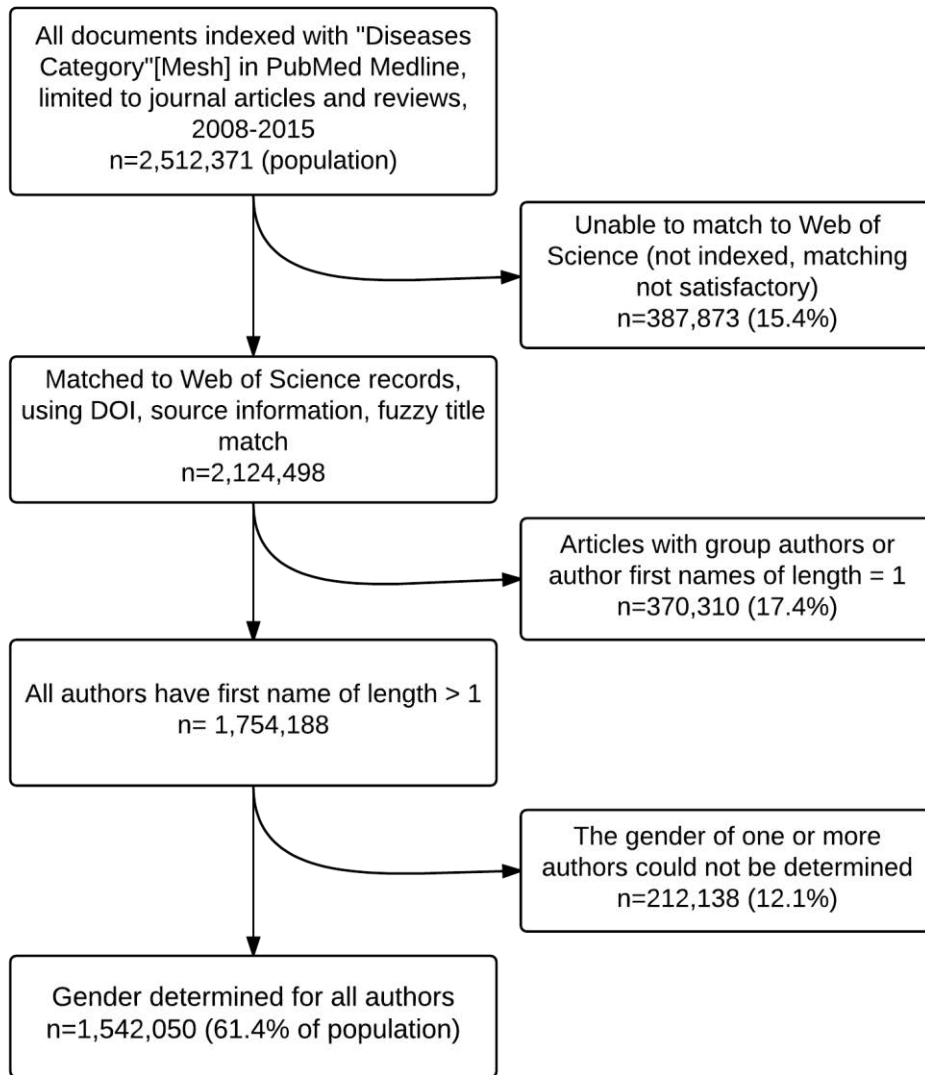 All documents indexed with "Diseases
Category"[Mesh] in PubMed Medline,
limited to journal articles and reviews,
2008-2015
n=2,512,371 (population)
Unable to match to Web of
Science (not indexed, matching
not satisfactory)
n=387,873 (15.4%)
Matched to Web of Science records,
using DOI, source information, fuzzy title
match
n=2,124,498
Articles with group authors or
author first names of length = 1
n=370,310 (17.4%)
All authors have first name of length > 1
n= 1,754,188
The gender of one or more
authors could not be determined
n=212,138 (12.1%)
Gender determined for all authors
n=1,542,050 (61.4% of population)